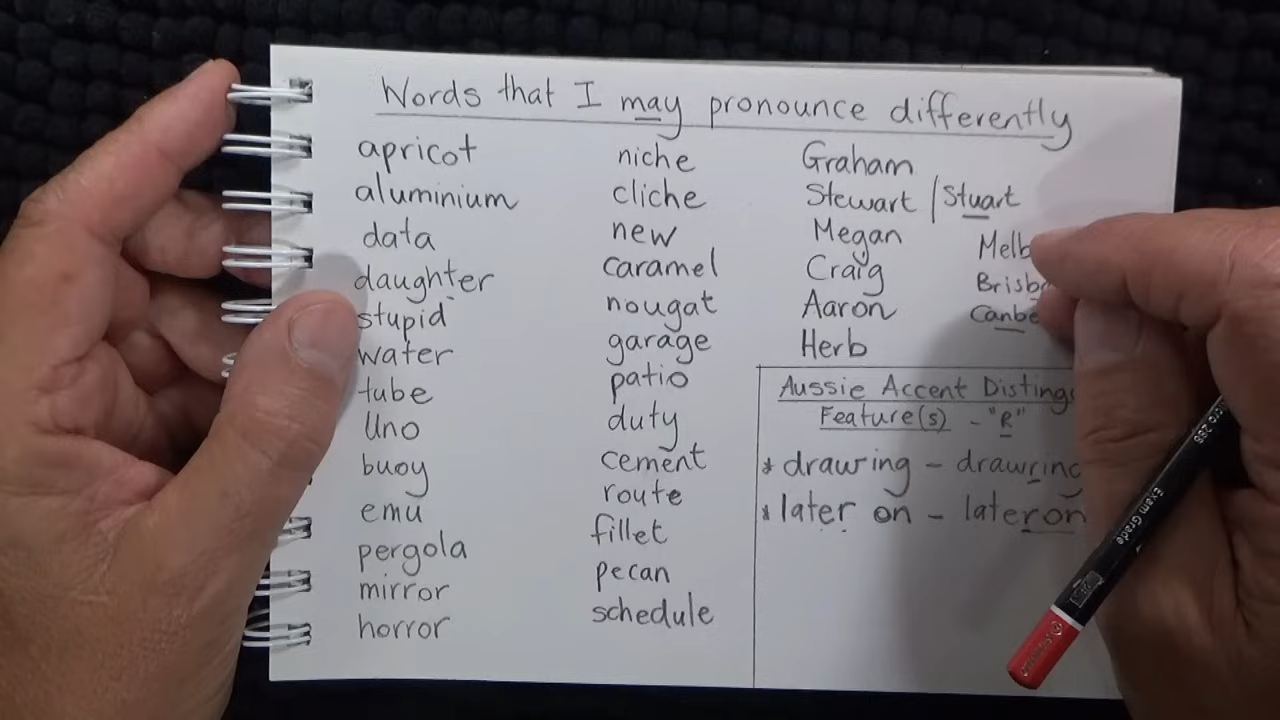 Words that I may pronounce differently
apricot
aluminium
data
daughter
stupid
water
tube
Uno
buoy
emu
pergola
mirror
horror
niche
cliche
new
caramel
nougat
garage
patio
duty
cement
route
fillet
pecan
schedule
Graham
Stewart / Stuart
Megan
Craig
Aaron
Herb
Aussie Accent
Feature(s) - "R"
* drawing - drawring
* later on - lateron
Exam Grade